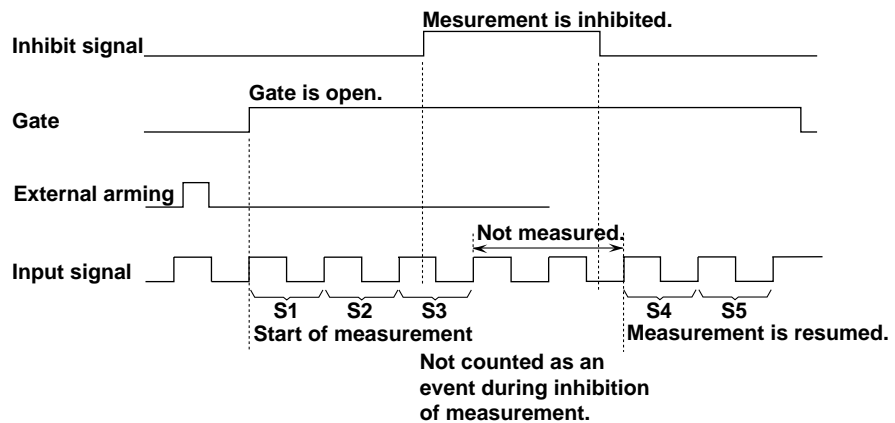 Mesurement is inhibited.
Inhibit signal
Gate is open.
Gate
External arming
Not measured.
Input signal
S1 S2 S3 S4 S5
Start of measurement Measurement is resumed.
Not counted as an
event during inhibition
of measurement.